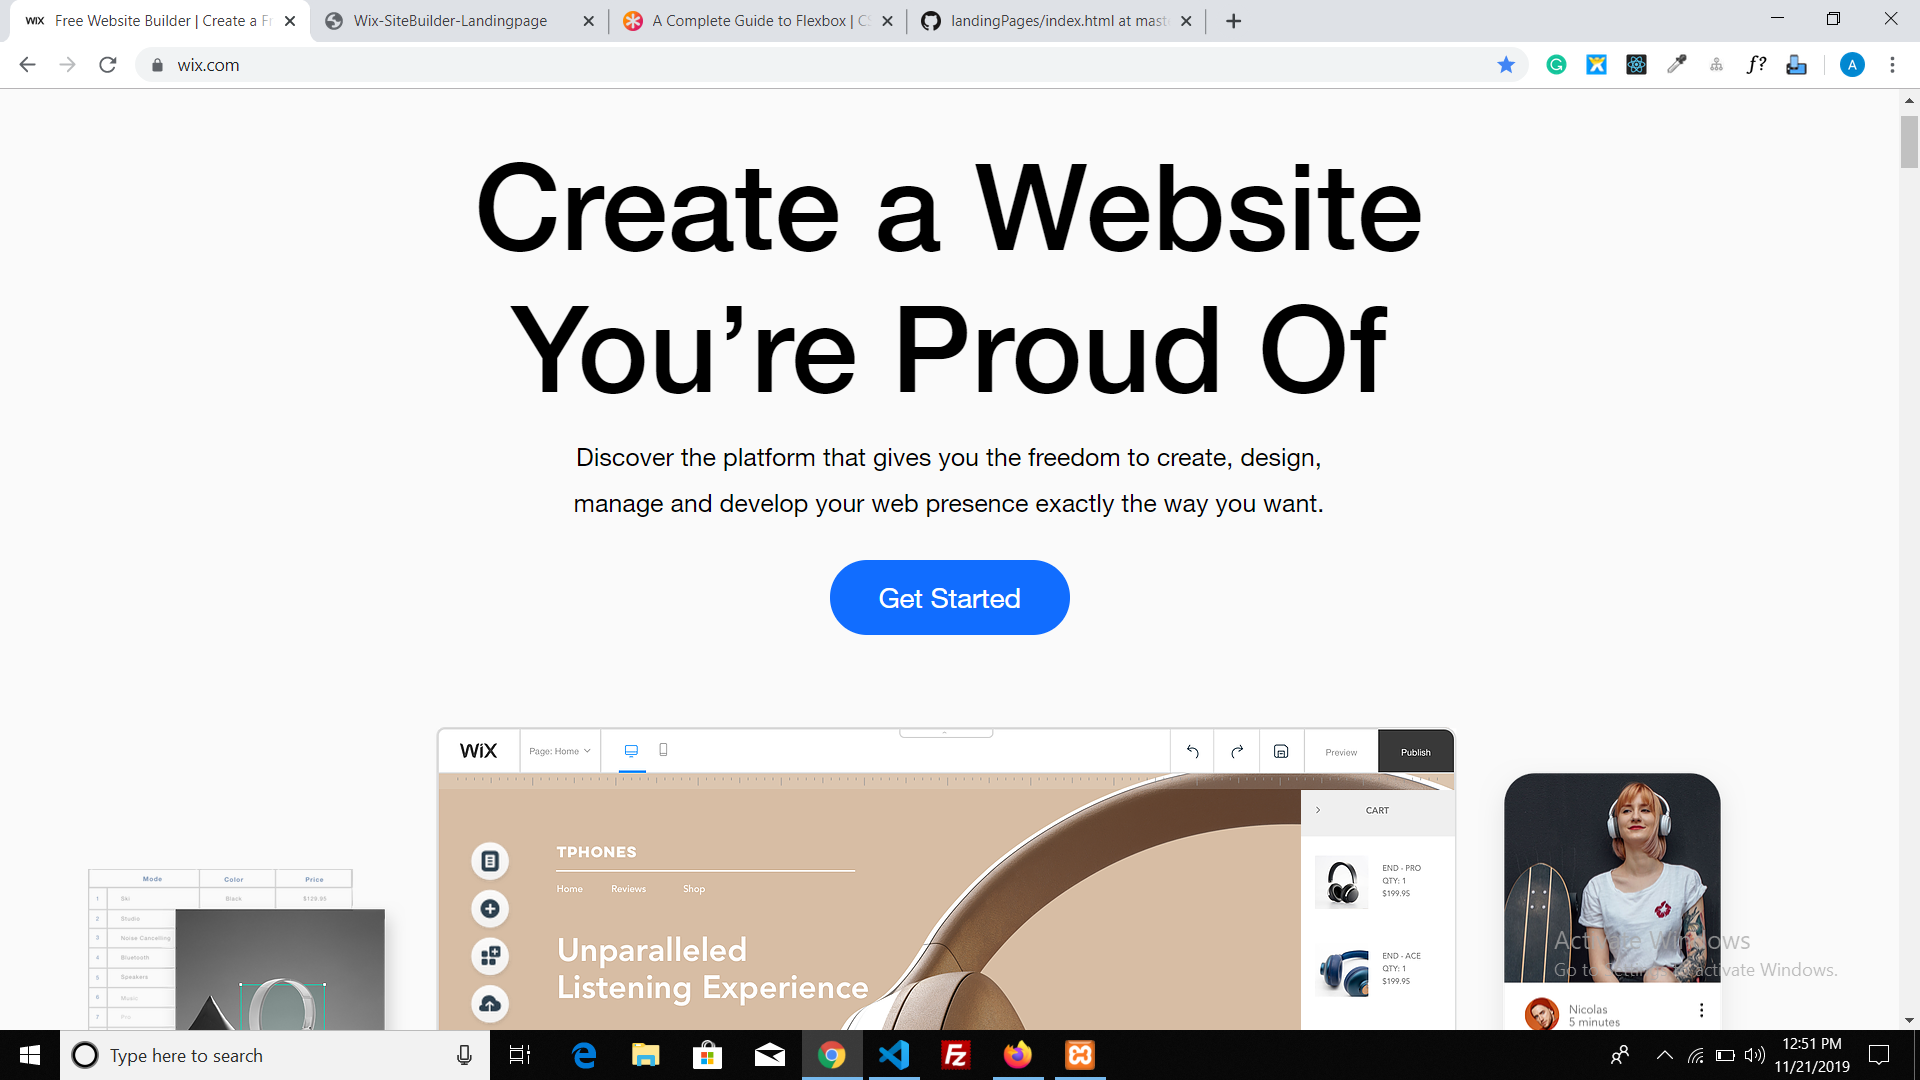 WIX Free Website Builder | Create a Fr
Wix-SiteBuilder-Landingpage
A Complete Guide to Flexbox | CS
landingPages/index.html at mast
wix.com
f?
A
Create a Website
You’re Proud Of
Discover the platform that gives you the freedom to create, design,
manage and develop your web presence exactly the way you want.
Get Started
WiX
Page: Home
Preview
Publish
CART
TPHONES
Home Reviews Shop
Unparalleled
Listening Experience
END - PRO
QTY: 1
$199.95
END - ACE
QTY: 1
$199.95
Mode Color Price
1 Ski Black $129.95
2 Studio
3 Noise Cancelling
4 Bluetooth
5 Speakers
6 Music
7 Pro
Activate Windows
Go to Settings to activate Windows.
Nicolas
5 minutes
Type here to search
12:51 PM
11/21/2019